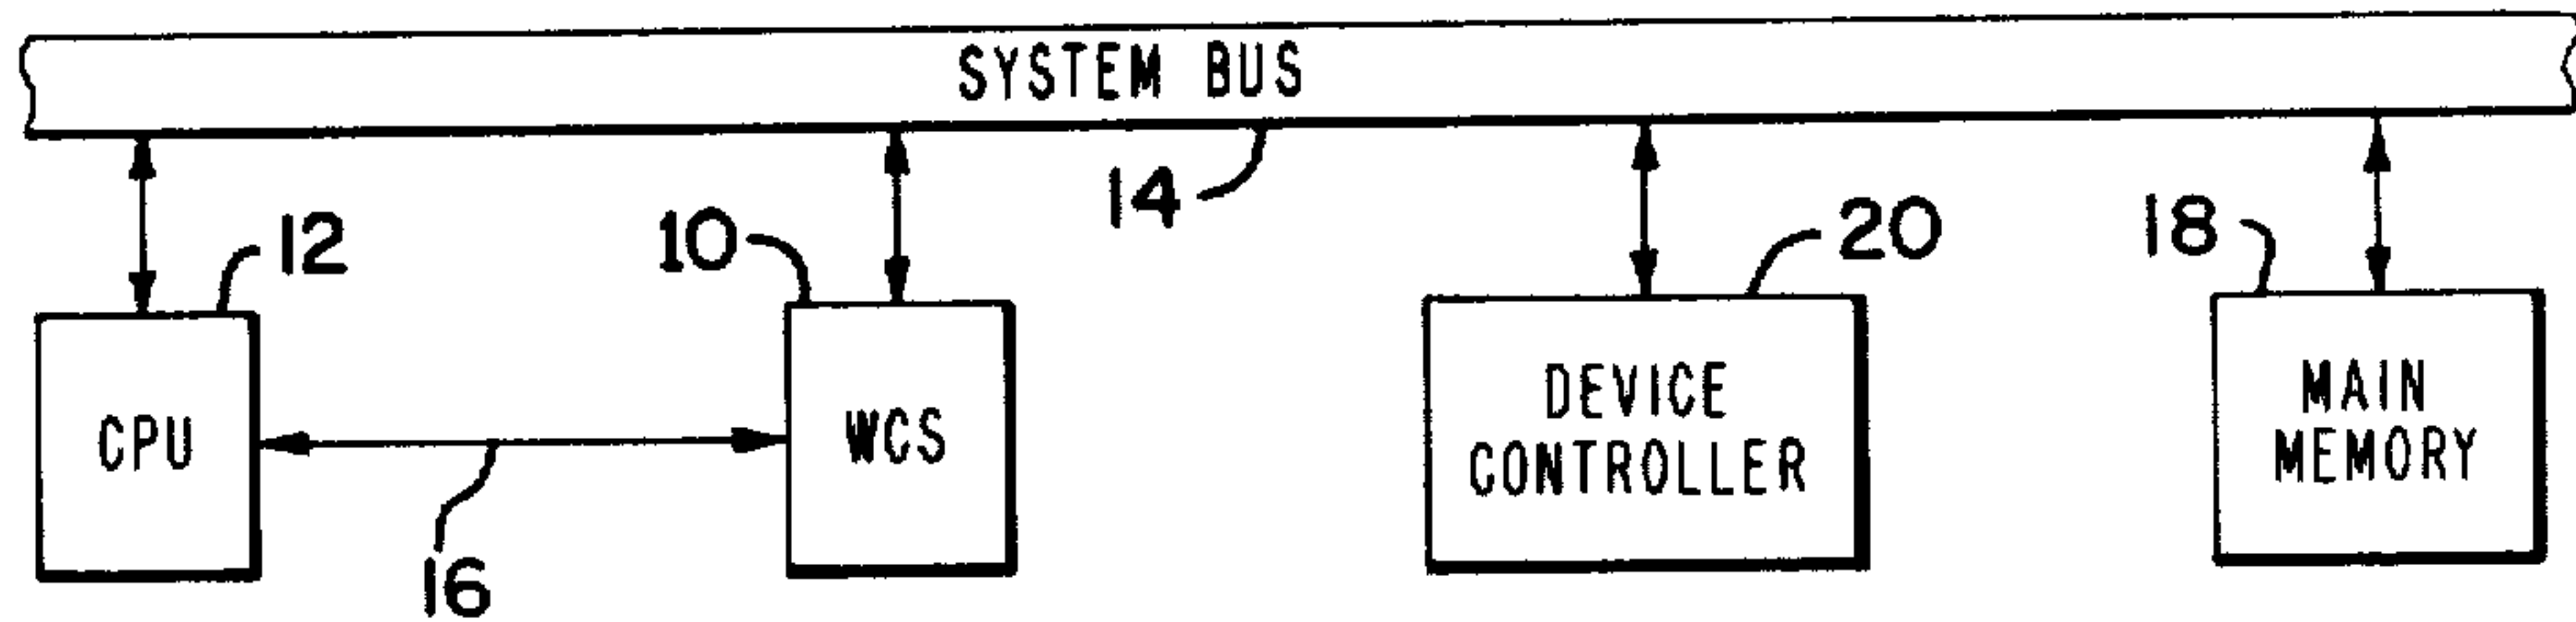 SYSTEM BUS
14
12
10
20
18
CPU
WCS
DEVICE
CONTROLLER
MAIN
MEMORY
16